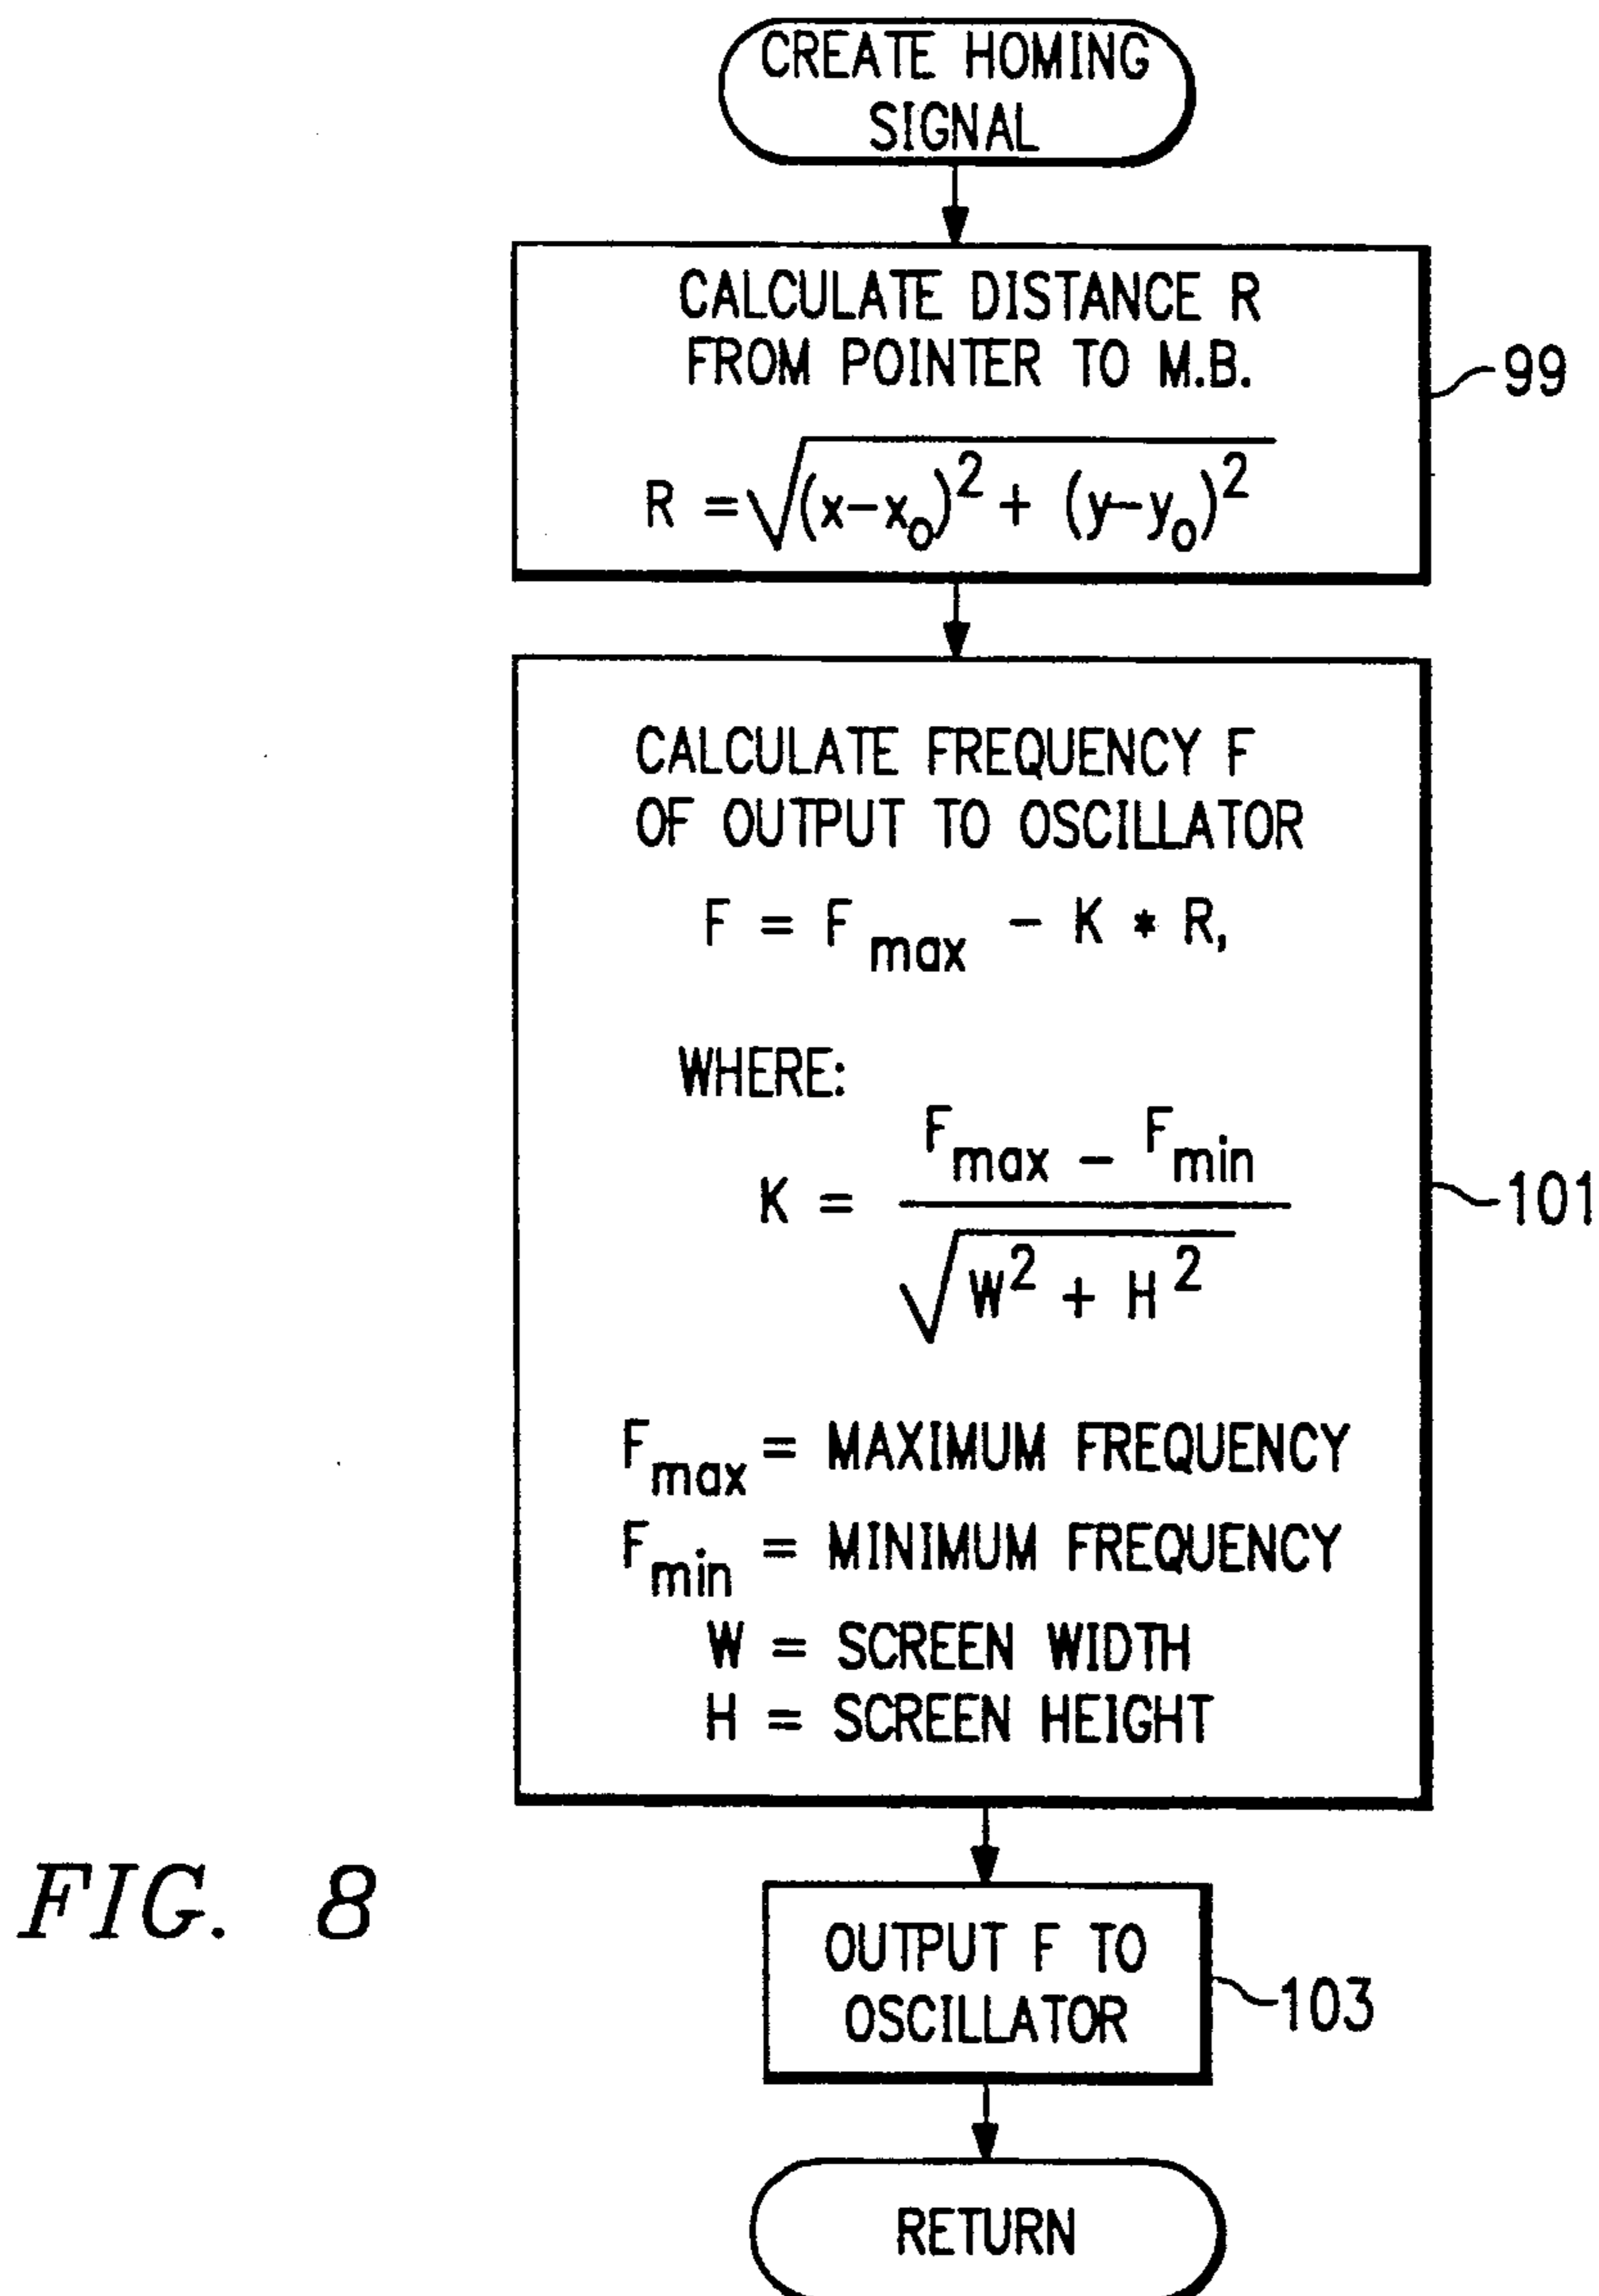 CREATE HOMING
SIGNAL
CALCULATE DISTANCE R
FROM POINTER TO M.B.
R = √(x-x₀)² + (y-y₀)²
99
CALCULATE FREQUENCY F
OF OUTPUT TO OSCILLATOR
F = F max - K * R,
WHERE:
K = F max - F min / √W² + H²
101
F max = MAXIMUM FREQUENCY
F min = MINIMUM FREQUENCY
W = SCREEN WIDTH
H = SCREEN HEIGHT
FIG. 8
OUTPUT F TO
OSCILLATOR
103
RETURN